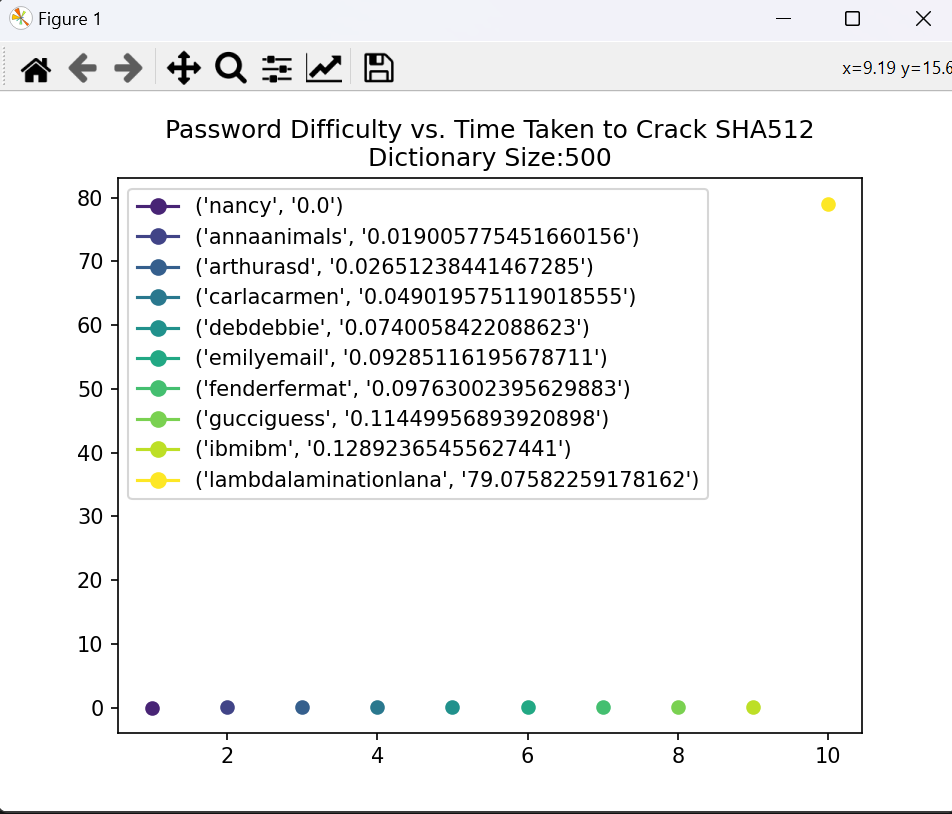 Figure 1
x=9.19 y=15.6
Password Difficulty vs. Time Taken to Crack SHA512
Dictionary Size:500
80
70
60
50
40
30
20
10
0
('nancy', '0.0')
('annaanimals', '0.019005775451660156')
('arthurasd', '0.02651238441467285')
('carlacarmen', '0.049019575119018555')
('debdebbie', '0.0740058422088623')
('emilyemail', '0.09285116195678711')
('fenderfermat', '0.09763002395629883')
('gucciguess', '0.11449956893920898')
('ibmibm', '0.12892365455627441')
('lambdalaminationlana', '79.07582259178162')
2 4 6 8 10